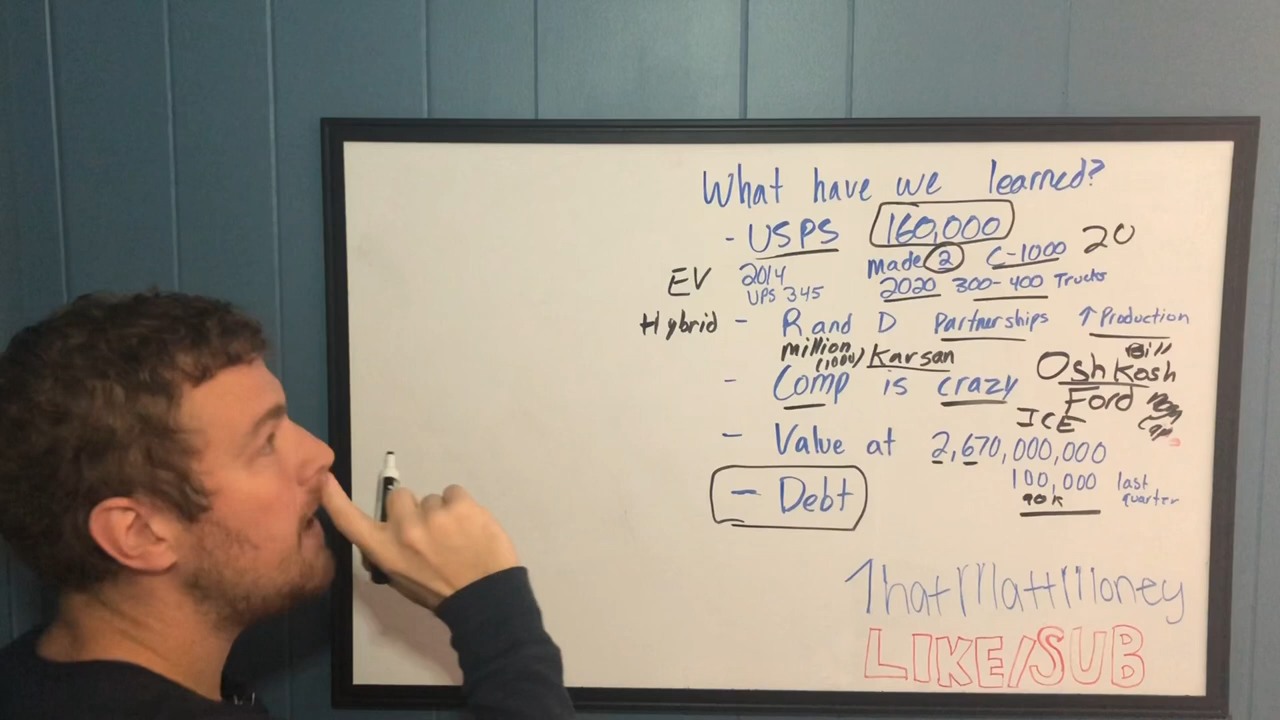 What have we learned?
- USPS 160,000
Made 2 C-1000 20
EV 2014 2020 300-400 Trucks
UPS 345
Hybrid - R and D Partnerships ↑ Production
million (1000) Karsan Bill
- Comp is crazy OshKosh
Ford
ICE
- Value at 2,670,000,000
100,000 last quarter
90K
- Debt
ThatMattMoney
LIKE/SUB